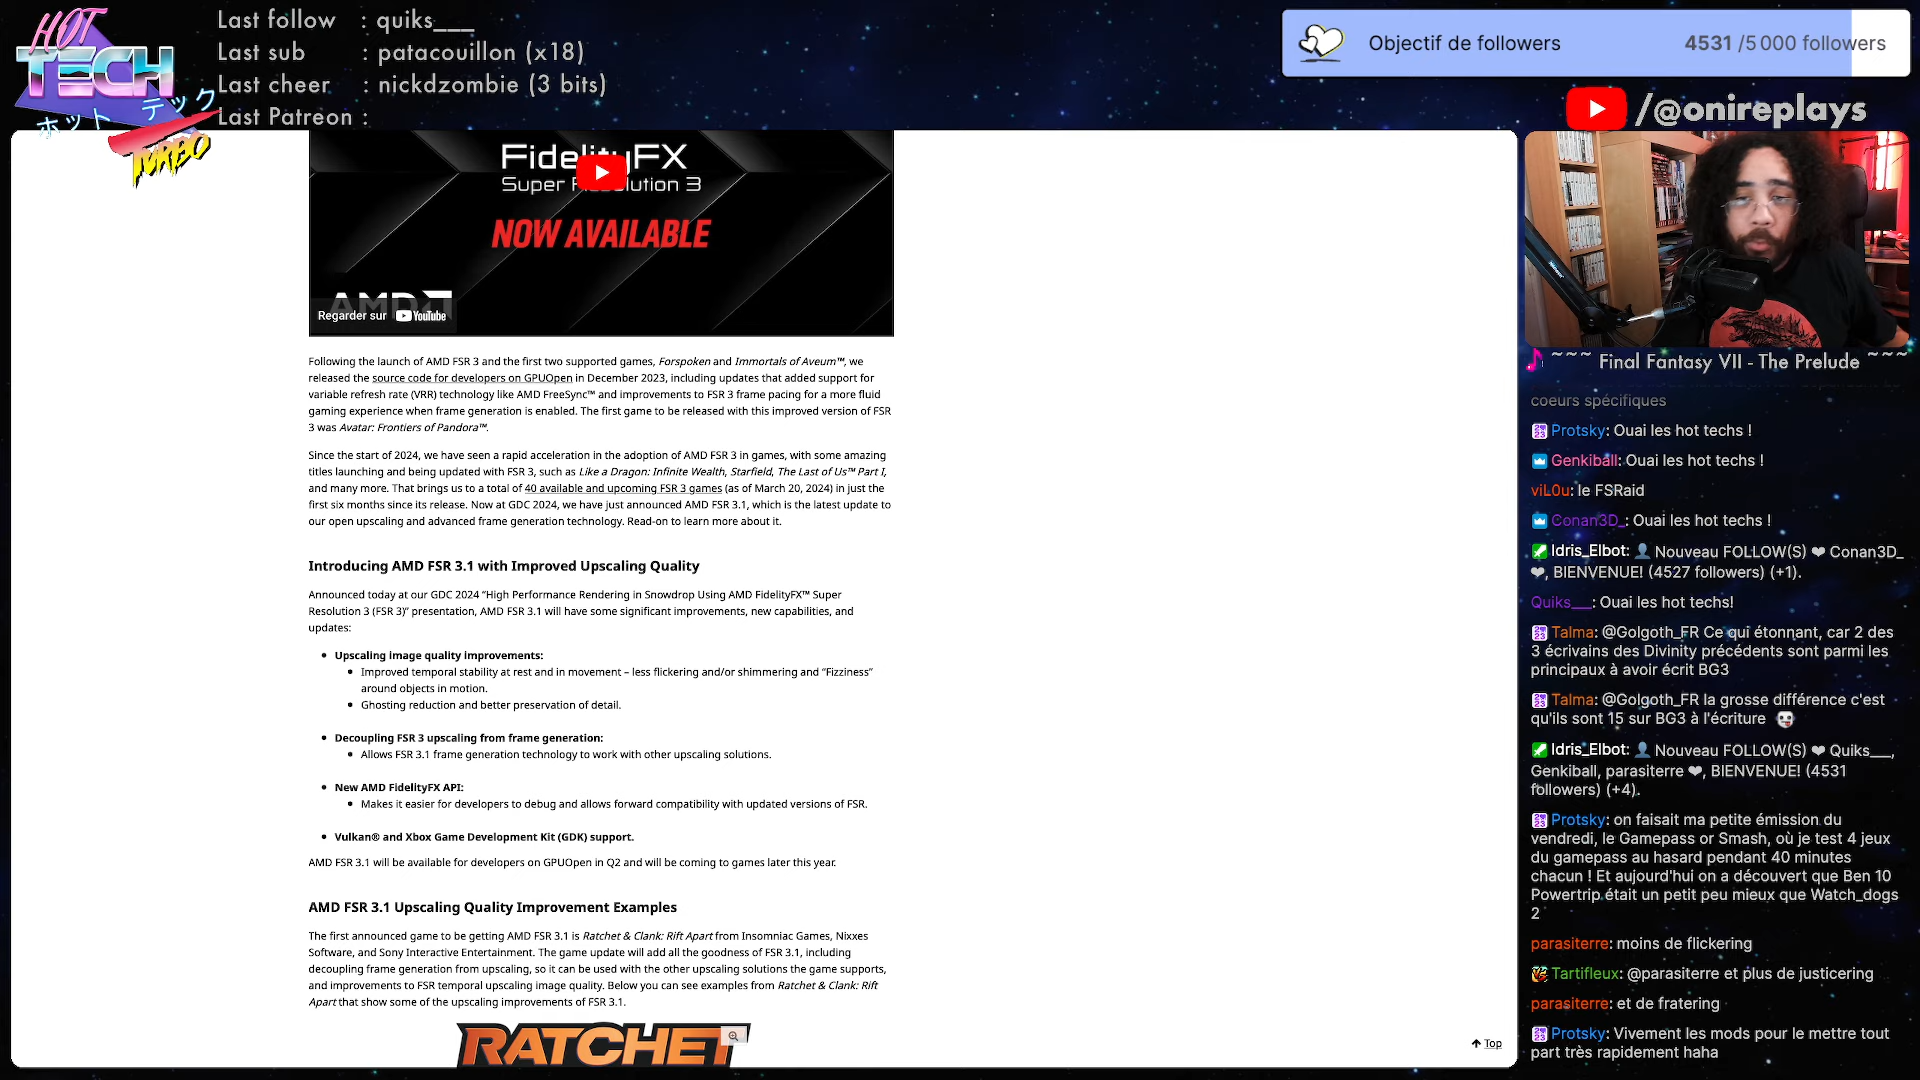 HOT
TECH
ホット テック
TURBO
Last follow : quiks___
Last sub : patacouillon (x18)
Last cheer : nickdzombie (3 bits)
Last Patreon :
Objectif de followers
4531 /5 000 followers
/@onireplays
FidelityFX
Super Resolution 3
NOW AVAILABLE
AMD
Regarder sur YouTube
Following the launch of AMD FSR 3 and the first two supported games, Forspoken and Immortals of Aveum™, we
released the source code for developers on GPUOpen in December 2023, including updates that added support for
variable refresh rate (VRR) technology like AMD FreeSync™ and improvements to FSR 3 frame pacing for a more fluid
gaming experience when frame generation is enabled. The first game to be released with this improved version of FSR
3 was Avatar: Frontiers of Pandora™.
Since the start of 2024, we have seen a rapid acceleration in the adoption of AMD FSR 3 in games, with some amazing
titles launching and being updated with FSR 3, such as Like a Dragon: Infinite Wealth, Starfield, The Last of Us™ Part I,
and many more. That brings us to a total of 40 available and upcoming FSR 3 games (as of March 20, 2024) in just the
first six months since its release. Now at GDC 2024, we have just announced AMD FSR 3.1, which is the latest update to
our open upscaling and advanced frame generation technology. Read-on to learn more about it.
Introducing AMD FSR 3.1 with Improved Upscaling Quality
Announced today at our GDC 2024 “High Performance Rendering in Snowdrop Using AMD FidelityFX™ Super
Resolution 3 (FSR 3)” presentation, AMD FSR 3.1 will have some significant improvements, new capabilities, and
updates:
• Upscaling image quality improvements:
• Improved temporal stability at rest and in movement – less flickering and/or shimmering and “Fizziness”
around objects in motion.
• Ghosting reduction and better preservation of detail.
• Decoupling FSR 3 upscaling from frame generation:
• Allows FSR 3.1 frame generation technology to work with other upscaling solutions.
• New AMD FidelityFX API:
• Makes it easier for developers to debug and allows forward compatibility with updated versions of FSR.
• Vulkan® and Xbox Game Development Kit (GDK) support.
AMD FSR 3.1 will be available for developers on GPUOpen in Q2 and will be coming to games later this year.
AMD FSR 3.1 Upscaling Quality Improvement Examples
The first announced game to be getting AMD FSR 3.1 is Ratchet & Clank: Rift Apart from Insomniac Games, Nixxes
Software, and Sony Interactive Entertainment. The game update will add all the goodness of FSR 3.1, including
decoupling frame generation from upscaling, so it can be used with the other upscaling solutions the game supports,
and improvements to FSR temporal upscaling image quality. Below you can see examples from Ratchet & Clank: Rift
Apart that show some of the upscaling improvements of FSR 3.1.
RATCHET
Top
~~~ Final Fantasy VII - The Prelude ~~~
coeurs spécifiques
Protsky: Ouai les hot techs !
Genkiball: Ouai les hot techs !
viL0u: le FSRaid
Conan3D_: Ouai les hot techs !
Idris_Elbot: 👤 Nouveau FOLLOW(S) ❤ Conan3D_
❤, BIENVENUE! (4527 followers) (+1).
Quiks___: Ouai les hot techs!
Talma: @Golgoth_FR Ce qui étonnant, car 2 des
3 écrivains des Divinity précédents sont parmi les
principaux à avoir écrit BG3
Talma: @Golgoth_FR la grosse différence c'est
qu'ils sont 15 sur BG3 à l'écriture
Idris_Elbot: 👤 Nouveau FOLLOW(S) ❤ Quiks___,
Genkiball, parasiterre ❤, BIENVENUE! (4531
followers) (+4).
Protsky: on faisait ma petite émission du
vendredi, le Gamepass or Smash, où je test 4 jeux
du gamepass au hasard pendant 40 minutes
chacun ! Et aujourd'hui on a découvert que Ben 10
Powertrip était un petit peu mieux que Watch_dogs
2
parasiterre: moins de flickering
Tartifleux: @parasiterre et plus de justicering
parasiterre: et de fratering
Protsky: Vivement les mods pour le mettre tout
part très rapidement haha